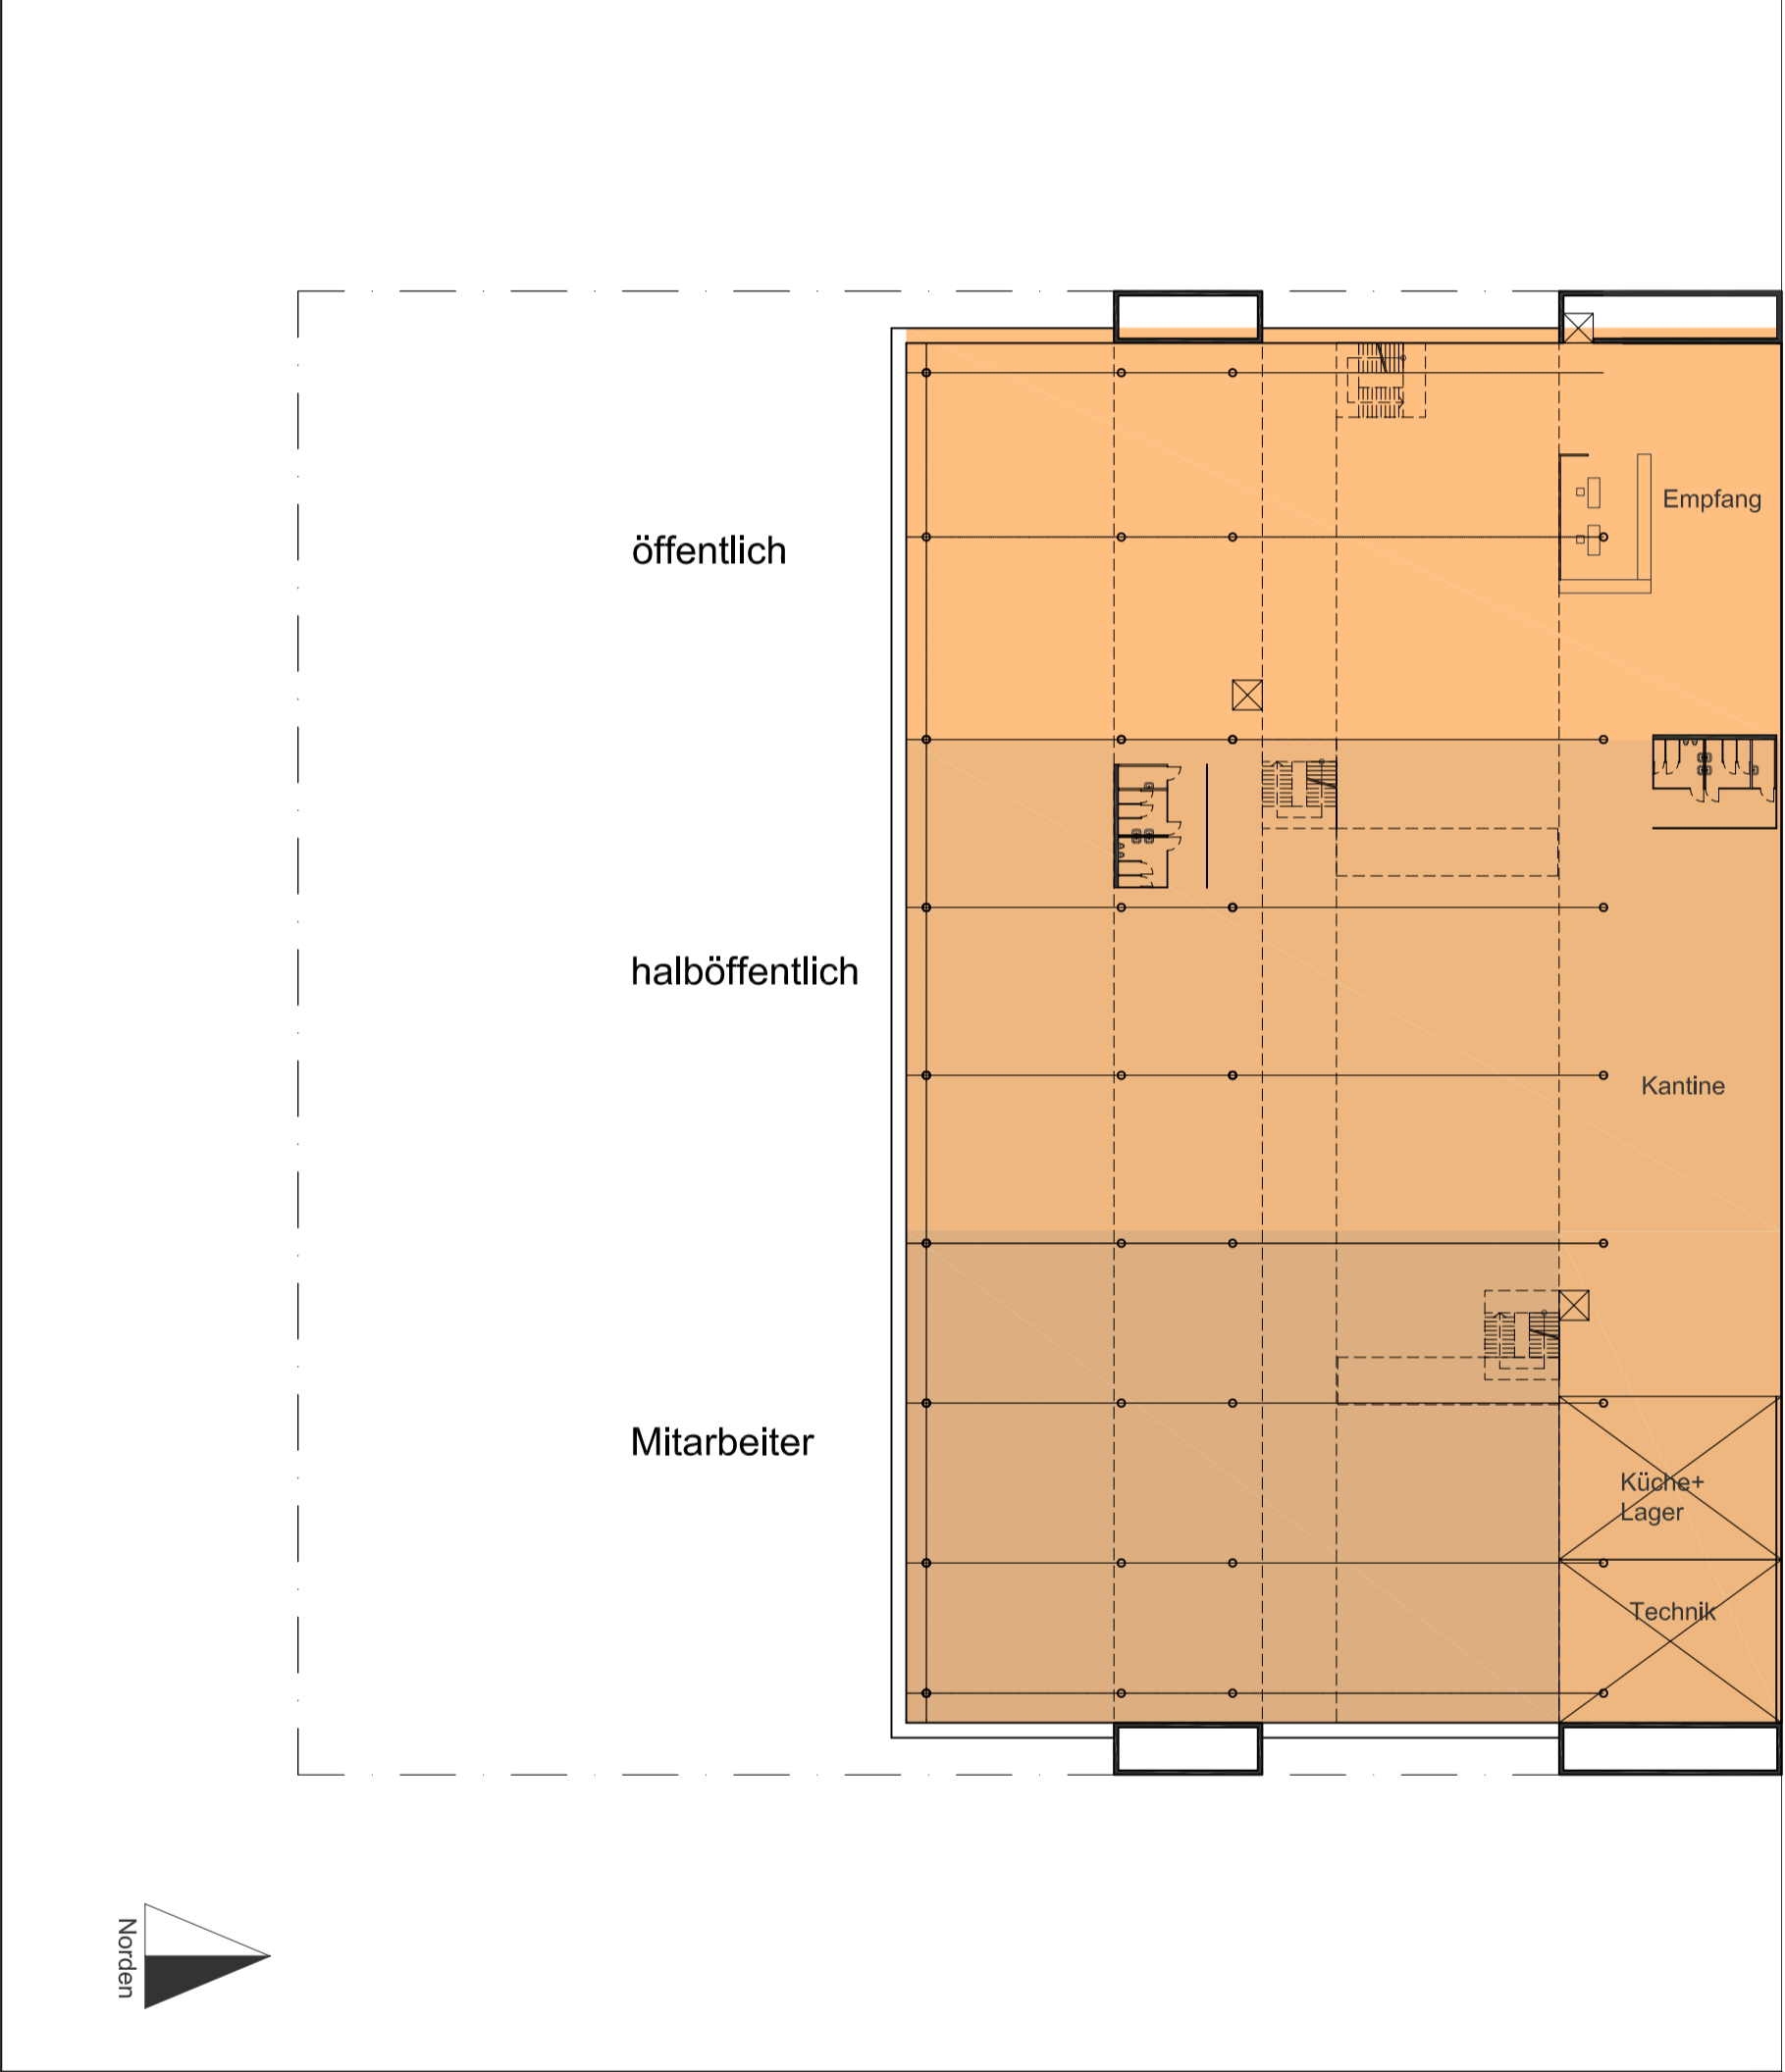 Empfang
öffentlich
halböffentlich
Kantine
Mitarbeiter
Küche+
Lager
Technik
Norden